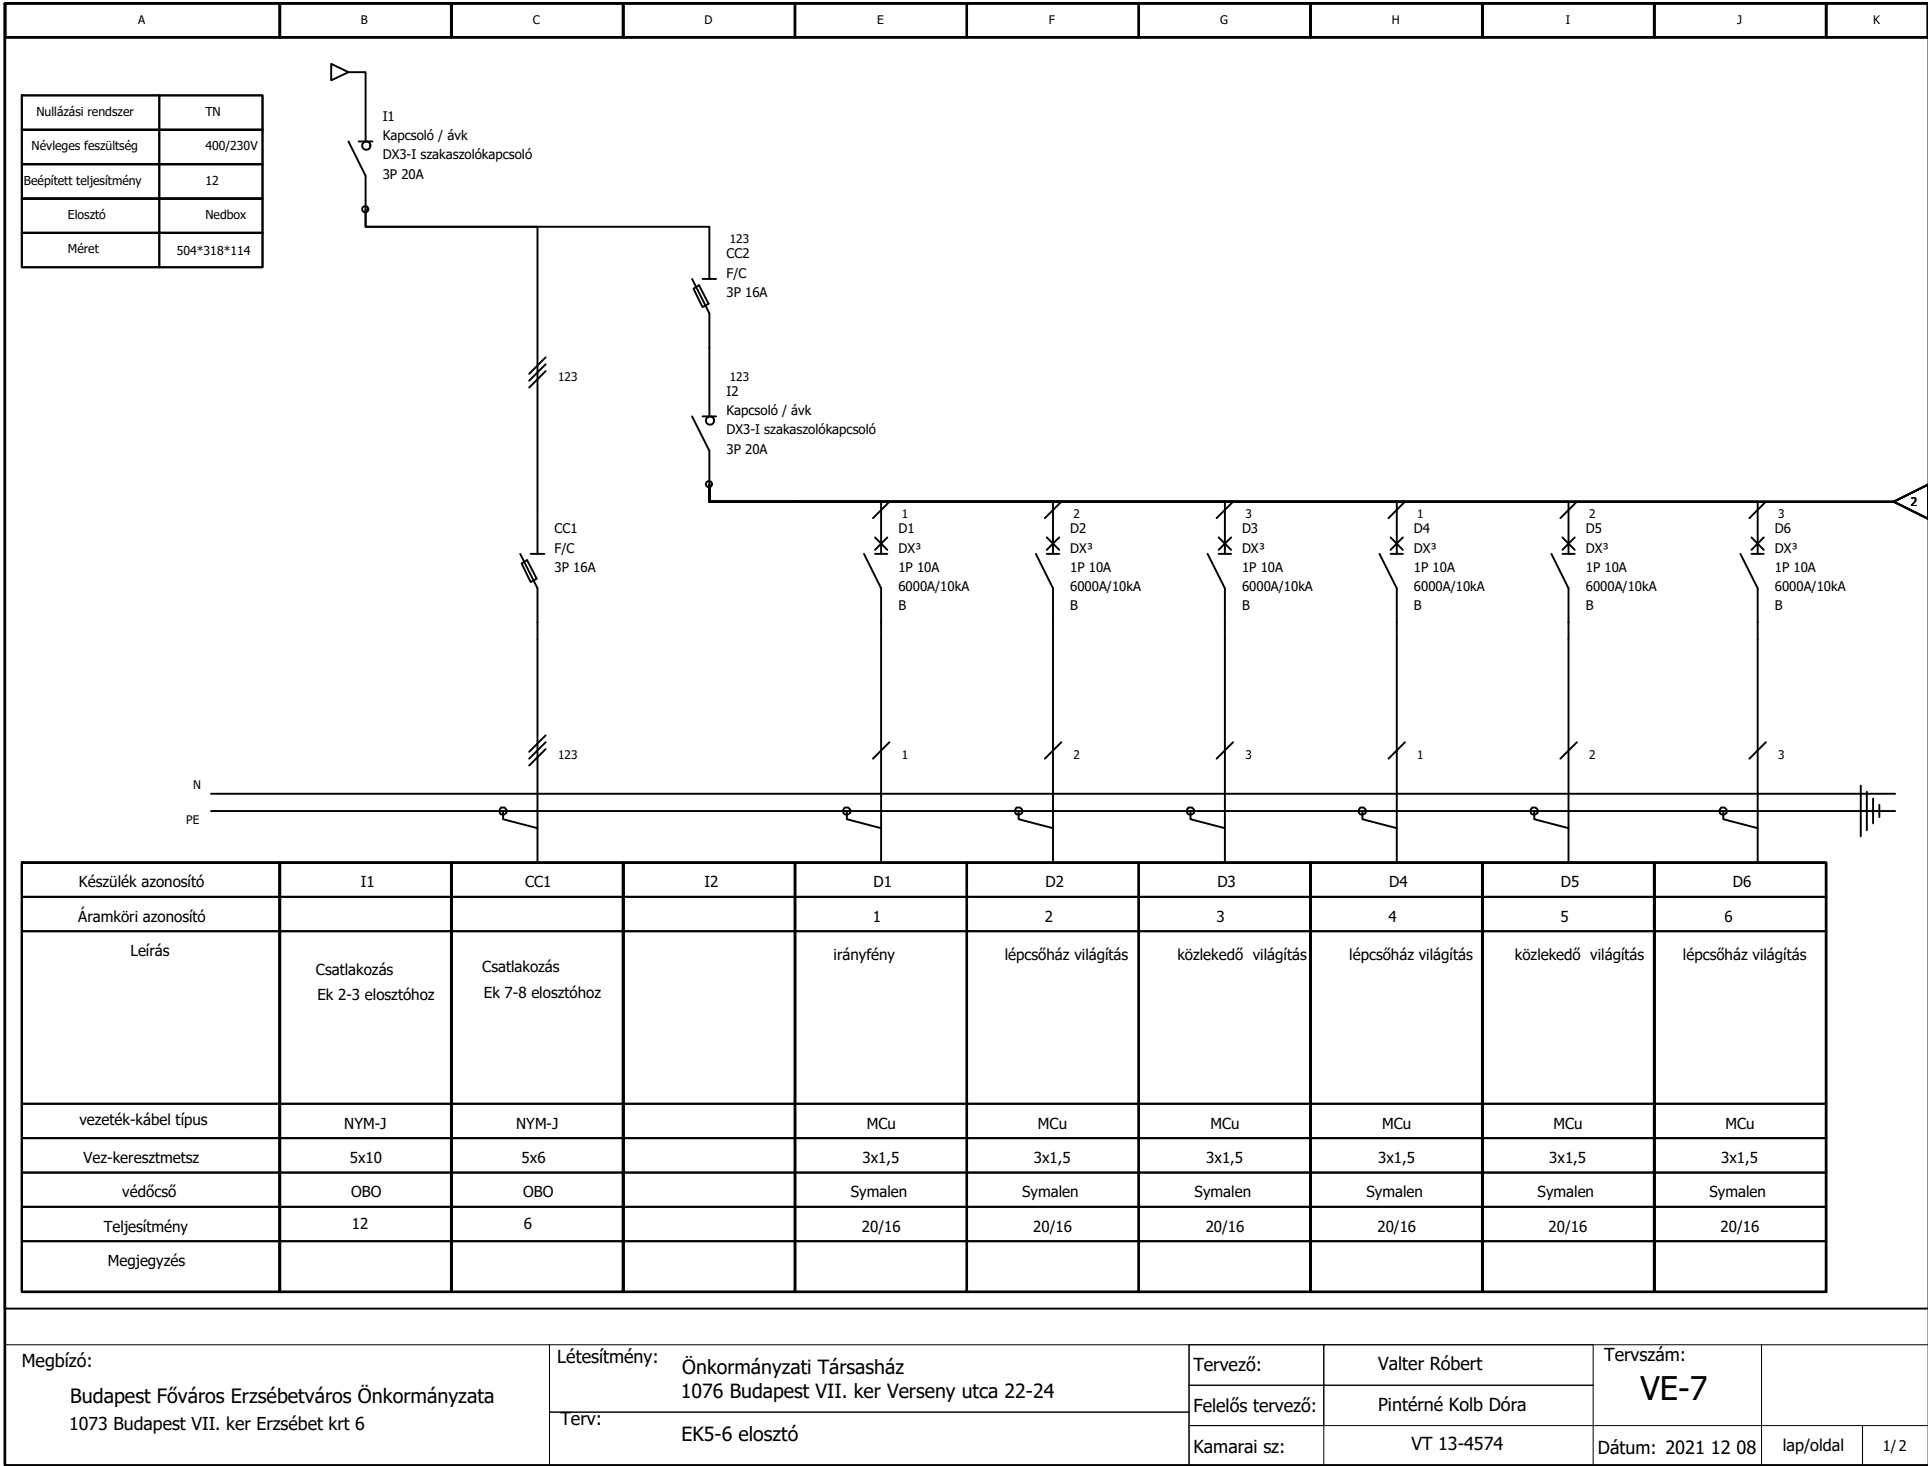 A B C D E F G H I J K
Nullázási rendszer TN
Névleges feszültség 400/230V
Beépített teljesítmény 12
Elosztó Nedbox
Méret 504*318*114
I1
Kapcsoló / ávk
DX3-I szakaszolókapcsoló
3P 20A
123
CC2
F/C
3P 16A
123
123
I2
Kapcsoló / ávk
DX3-I szakaszolókapcsoló
3P 20A
2
CC1
F/C
3P 16A
1
D1
DX³
1P 10A
6000A/10kA
B
2
D2
DX³
1P 10A
6000A/10kA
B
3
D3
DX³
1P 10A
6000A/10kA
B
1
D4
DX³
1P 10A
6000A/10kA
B
2
D5
DX³
1P 10A
6000A/10kA
B
3
D6
DX³
1P 10A
6000A/10kA
B
123 1 2 3 1 2 3
N
PE
Készülék azonosító I1 CC1 I2 D1 D2 D3 D4 D5 D6
Áramköri azonosító 1 2 3 4 5 6
Leírás
Csatlakozás
Ek 2-3 elosztóhoz
Csatlakozás
Ek 7-8 elosztóhoz
irányfény
lépcsőház világítás
közlekedő világítás
lépcsőház világítás
közlekedő világítás
lépcsőház világítás
vezeték-kábel típus NYM-J NYM-J MCu MCu MCu MCu MCu MCu
Vez-keresztmetsz 5x10 5x6 3x1,5 3x1,5 3x1,5 3x1,5 3x1,5 3x1,5
védőcső OBO OBO Symalen Symalen Symalen Symalen Symalen Symalen
Teljesítmény 12 6 20/16 20/16 20/16 20/16 20/16 20/16
Megjegyzés
Megbízó:
Budapest Főváros Erzsébetváros Önkormányzata
1073 Budapest VII. ker Erzsébet krt 6
Létesítmény:
Önkormányzati Társasház
1076 Budapest VII. ker Verseny utca 22-24
Terv:
EK5-6 elosztó
Tervező: Valter Róbert
Felelős tervező: Pintérné Kolb Dóra
Kamarai sz: VT 13-4574
Tervszám:
VE-7
Dátum: 2021 12 08
lap/oldal 1/2